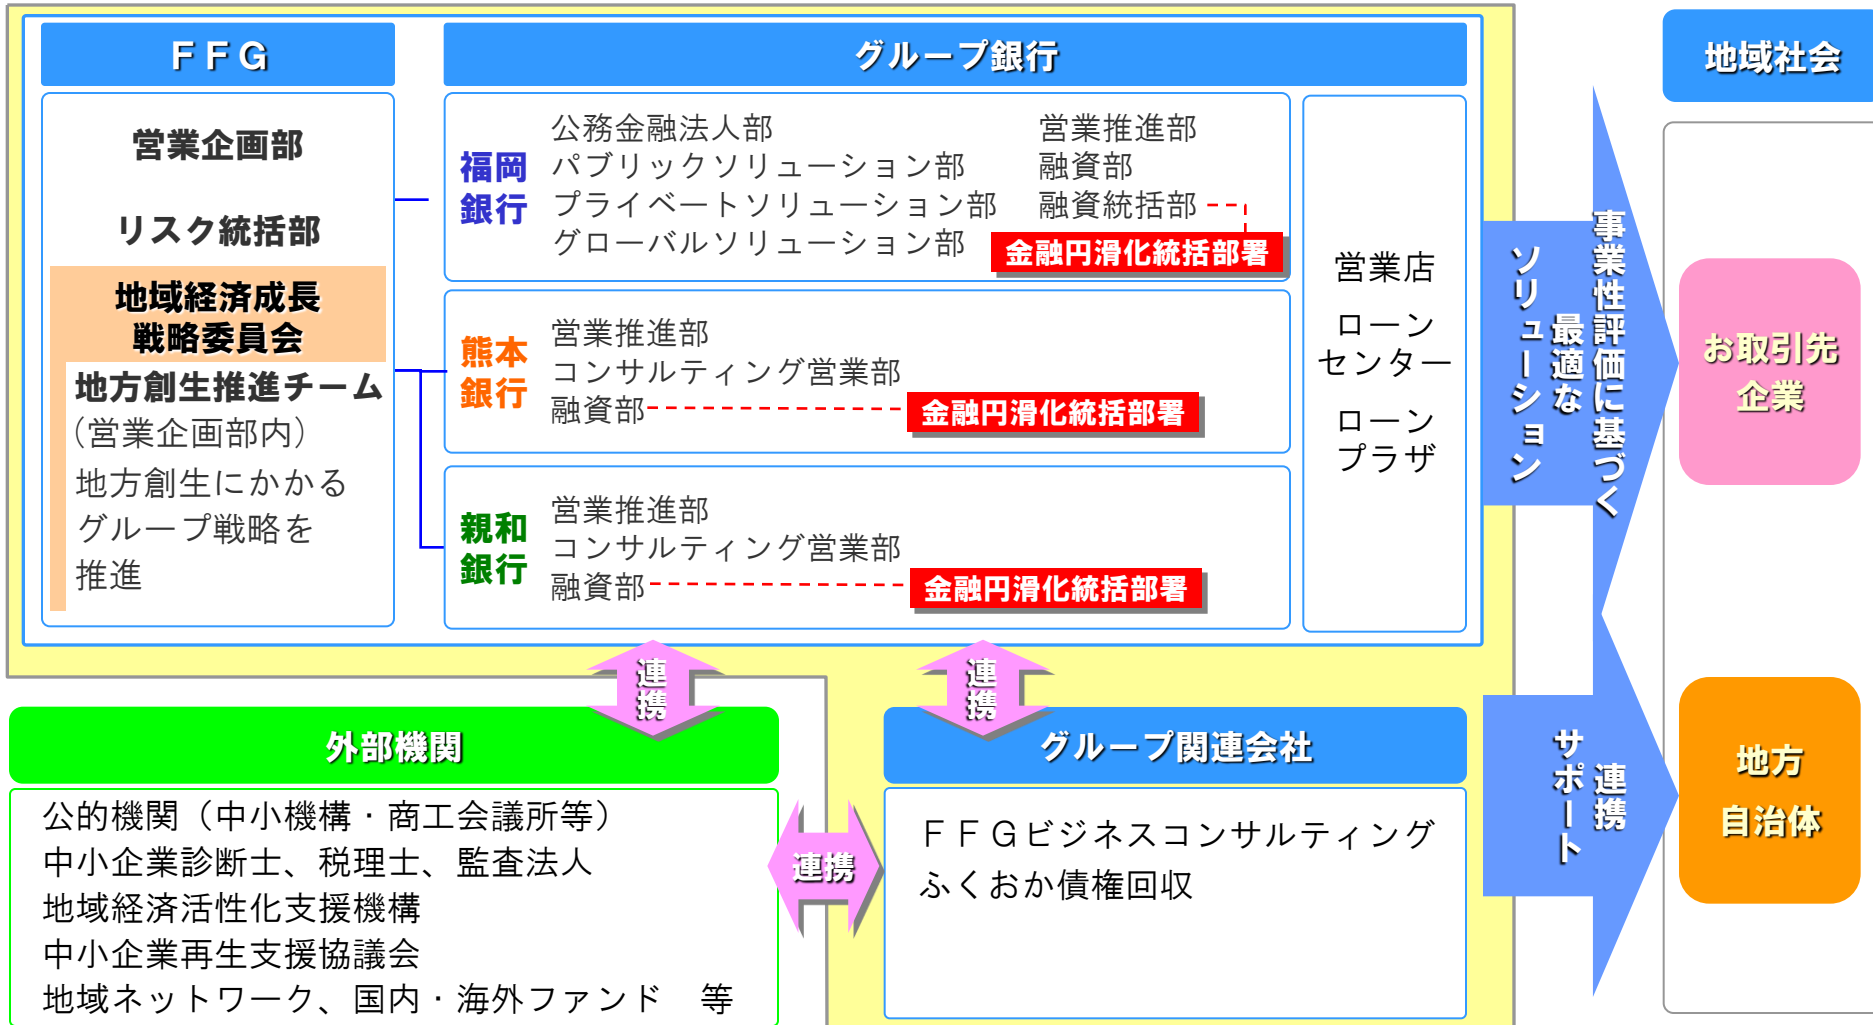 ＦＦＧ
営業企画部
リスク統括部
地域経済成長
戦略委員会
地方創生推進チーム
（営業企画部内）
地方創生にかかる
グループ戦略を
推進
グループ銀行
福岡
銀行
公務金融法人部
パブリックソリューション部
プライベートソリューション部
グローバルソリューション部
営業推進部
融資部
融資統括部
金融円滑化統括部署
熊本
銀行
営業推進部
コンサルティング営業部
融資部
金融円滑化統括部署
親和
銀行
営業推進部
コンサルティング営業部
融資部
金融円滑化統括部署
営業店
ローン
センター
ローン
プラザ
事業性評価に基づく
最適な
ソリューション
連携
サポート
地域社会
お取引先
企業
地方
自治体
連携
連携
外部機関
公的機関（中小機構・商工会議所等）
中小企業診断士、税理士、監査法人
地域経済活性化支援機構
中小企業再生支援協議会
地域ネットワーク、国内・海外ファンド　等
連携
グループ関連会社
ＦＦＧビジネスコンサルティング
ふくおか債権回収